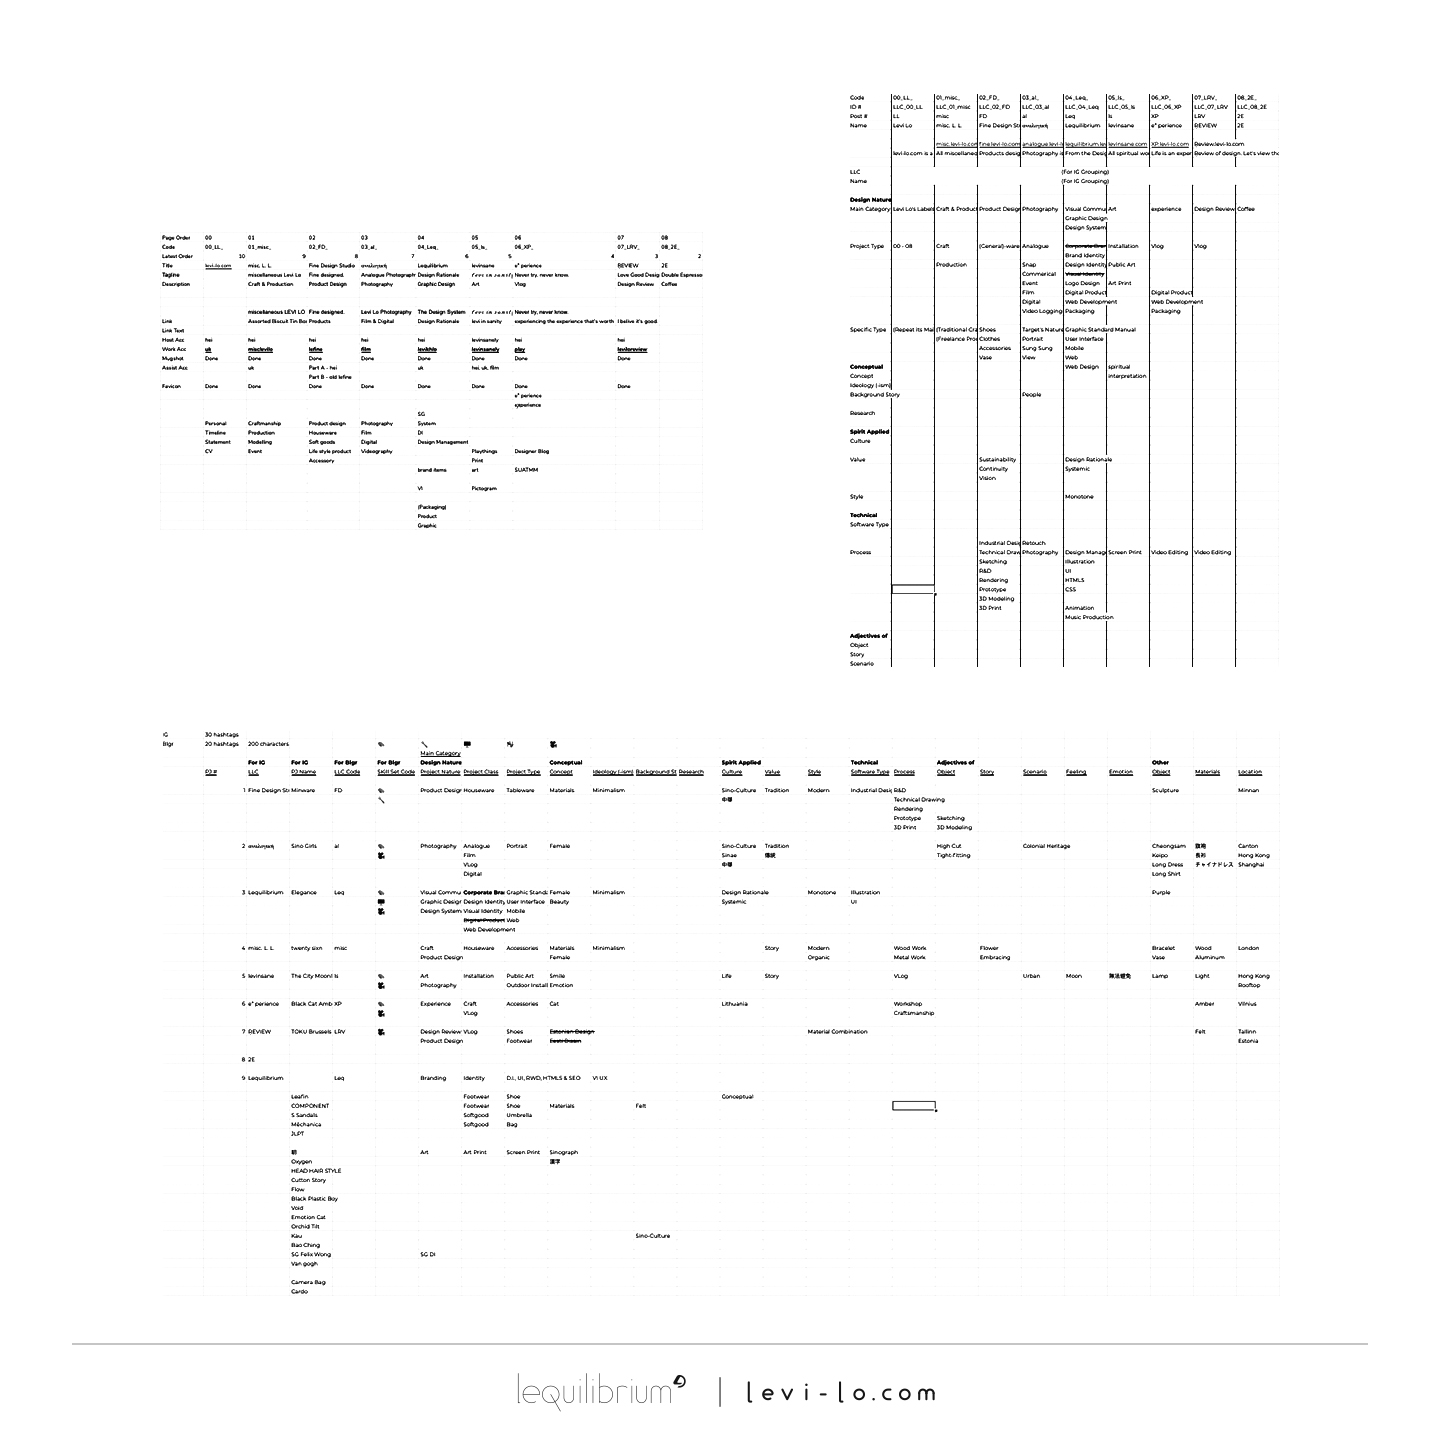 Page Order 00 01 02 03 04 05 06 07 08
Code 00_LL_ 01_misc_ 02_FD_ 03_al_ 04_Leq_ 05_ls_ 06_XP_ 07_LRV_ 08_2E_
Latest Order 10 9 8 7 6 5 4 3 2
Title levi-lo.com misc. L. L. Fine Design Studio Lequilibrium levinsane e* perience REVIEW 2E
Tagline miscellaneous Levi Lo Fine designed. Analogue Photograph Design Rationale Never try, never know. Love Good Desig Double Espresso
Description Craft & Production Product Design Photography Graphic Design Art Vlog Design Review Coffee
miscellaneous LEVI LO Fine designed. Levi Lo Photography The Design System Never try, never know.
Link Assorted Biscuit Tin Bo Products Film & Digital Design Rationale levi in sanity experiencing the experience that's worth I belive it's good.
Link Text
Host Acc hei hei hei hei levinsanely hei hei
Work Acc uk misclevilo lefine film levikhlo levinsanely play leviloreview
Mugshot Done Done Done Done Done Done Done Done
Assist Acc uk Part A - hei uk hei, uk, film
Part B - old lefine
Favicon Done Done Done Done Done Done Done Done
e* perience
experience
SG
Personal Craftmanship Product design Photography System
Timeline Production Houseware Film DI
Statement Modelling Soft goods Digital Design Management
CV Event Life style product Videography Playthings Designer Blog
Accessory Print
brand items art SUATMM
VI Pictogram
(Packaging)
Product
Graphic
Code 00_LL_ 01_misc_ 02_FD_ 03_al_ 04_Leq_ 05_ls_ 06_XP_ 07_LRV_ 08_2E_
ID # LLC_00_LL LLC_01_misc LLC_02_FD LLC_03_al LLC_04_Leq LLC_05_ls LLC_06_XP LLC_07_LRV LLC_08_2E
Post # LL misc FD al Leq ls XP LRV 2E
Name Levi Lo misc. L. L. Fine Design St Lequilibrium levinsane e* perience REVIEW 2E
misc.levi-lo.com fine.levi-lo.com analogue.levi-l lequilibrium.lev levinsane.com XP.levi-lo.com Review.levi-lo.com
levi-lo.com is a All miscellaneo Products desig Photography is From the Desig All spiritual wo Life is an exper Review of design. Let's view th
LLC (For IG Grouping)
Name (For IG Grouping)
Design Nature
Main Category Levi Lo's Labels Craft & Product Product Design Photography Visual Commu Art experience Design Review Coffee
Graphic Design
Design System
Project Type 00 - 08 Craft (General)-ware Analogue Corporate Bran Installation Vlog Vlog
Brand Identity
Production Snap Design Identity Public Art
Commerical Visual Identity
Event Logo Design Art Print
Film Digital Product Digital Product
Digital Web Development Web Development
Video Logging Packaging Packaging
Specific Type (Repeat its Mai (Traditional Cra Shoes Target's Nature Graphic Standard Manual
(Freelance Proj Clothes Portrait User Interface
Accessories Sung Sung Mobile
Vase View Web
Conceptual Web Design spiritual
Concept interpretation
Ideology (-ism)
Background Story People
Research
Spirit Applied
Culture
Value Sustainability Design Rationale
Continuity Systemic
Vision
Style Monotone
Technical
Software Type
Industrial Desig Retouch
Process Technical Draw Photography Design Manag Screen Print Video Editing Video Editing
Sketching Illustration
R&D UI
Rendering HTML5
Prototype CSS
3D Modeling
3D Print Animation
Music Production
Adjectives of
Object
Story
Scenario
IG 30 hashtags
Blgr 20 hashtags 200 characters
Main Category
For IG For IG For Blgr For Blgr Design Nature Conceptual Spirit Applied Technical Adjectives of Other
PJ # LLC PJ Name LLC Code Skill Set Code Project Nature Project Class Project Type Concept Ideology (-ism) Background St Research Culture Value Style Software Type Process Object Story Scenario Feeling Emotion Object Materials Location
1 Fine Design Stu Minware FD Product Design Houseware Tableware Materials Minimalism Sino-Culture Tradition Modern Industrial Desig R&D Sculpture Minnan
中華 Technical Drawing
Rendering
Prototype Sketching
3D Print 3D Modeling
2 Sino Girls al Photography Analogue Portrait Female Sino-Culture Tradition High Cut Colonial Heritage Cheongsam 旗袍 Canton
Film Sinae 傳統 Tight-fitting Keipo 長衫 Hong Kong
VLog 中華 Long Dress チャイナドレス Shanghai
Digital Long Shirt
3 Lequilibrium Elegance Leq Visual Commu Corporate Bran Graphic Standa Female Minimalism Design Rationale Monotone Illustration Purple
Graphic Design Design Identity User Interface Beauty Systemic UI
Design System Visual Identity Mobile
Digital Product Web
Web Development
4 misc. L. L. twenty sixn misc Craft Houseware Accessories Materials Minimalism Story Modern Wood Work Flower Bracelet Wood London
Product Design Female Organic Metal Work Embracing Vase Aluminum
5 levinsane The City Moonl ls Art Installation Public Art Smile Life Story VLog Urban Moon Lamp Light Hong Kong
Photography Outdoor Install Emotion Rooftop
6 e* perience Black Cat Amb XP Experience Craft Accessories Cat Lithuania Workshop Amber Vilnius
VLog Craftsmanship
7 REVIEW TOKU Brussels LRV Design Review VLog Shoes Estonian Design Material Combination Felt Tallinn
Product Design Footwear Estonia
8 2E
9 Lequilibrium Leq Branding Identity D.I., UI, RWD, HTML5 & SEO VI UX
Leafin Footwear Shoe Conceptual
COMPONENT Footwear Shoe Materials Felt
S Sandals Softgood Umbrella
Mēchanica Softgood Bag
JLPT
Art Art Print Screen Print Sinograph
Oxygen 漢字
HEAD HAIR STYLE
Cutton Story
Flow
Black Plastic Boy
Void
Emotion Cal
Orchid Tilt
Kau Sino-Culture
Bao Ching
SG Felix Wong SG DI
Van gogh
Camera Bag
Cardo
lequilibrium | levi-lo.com